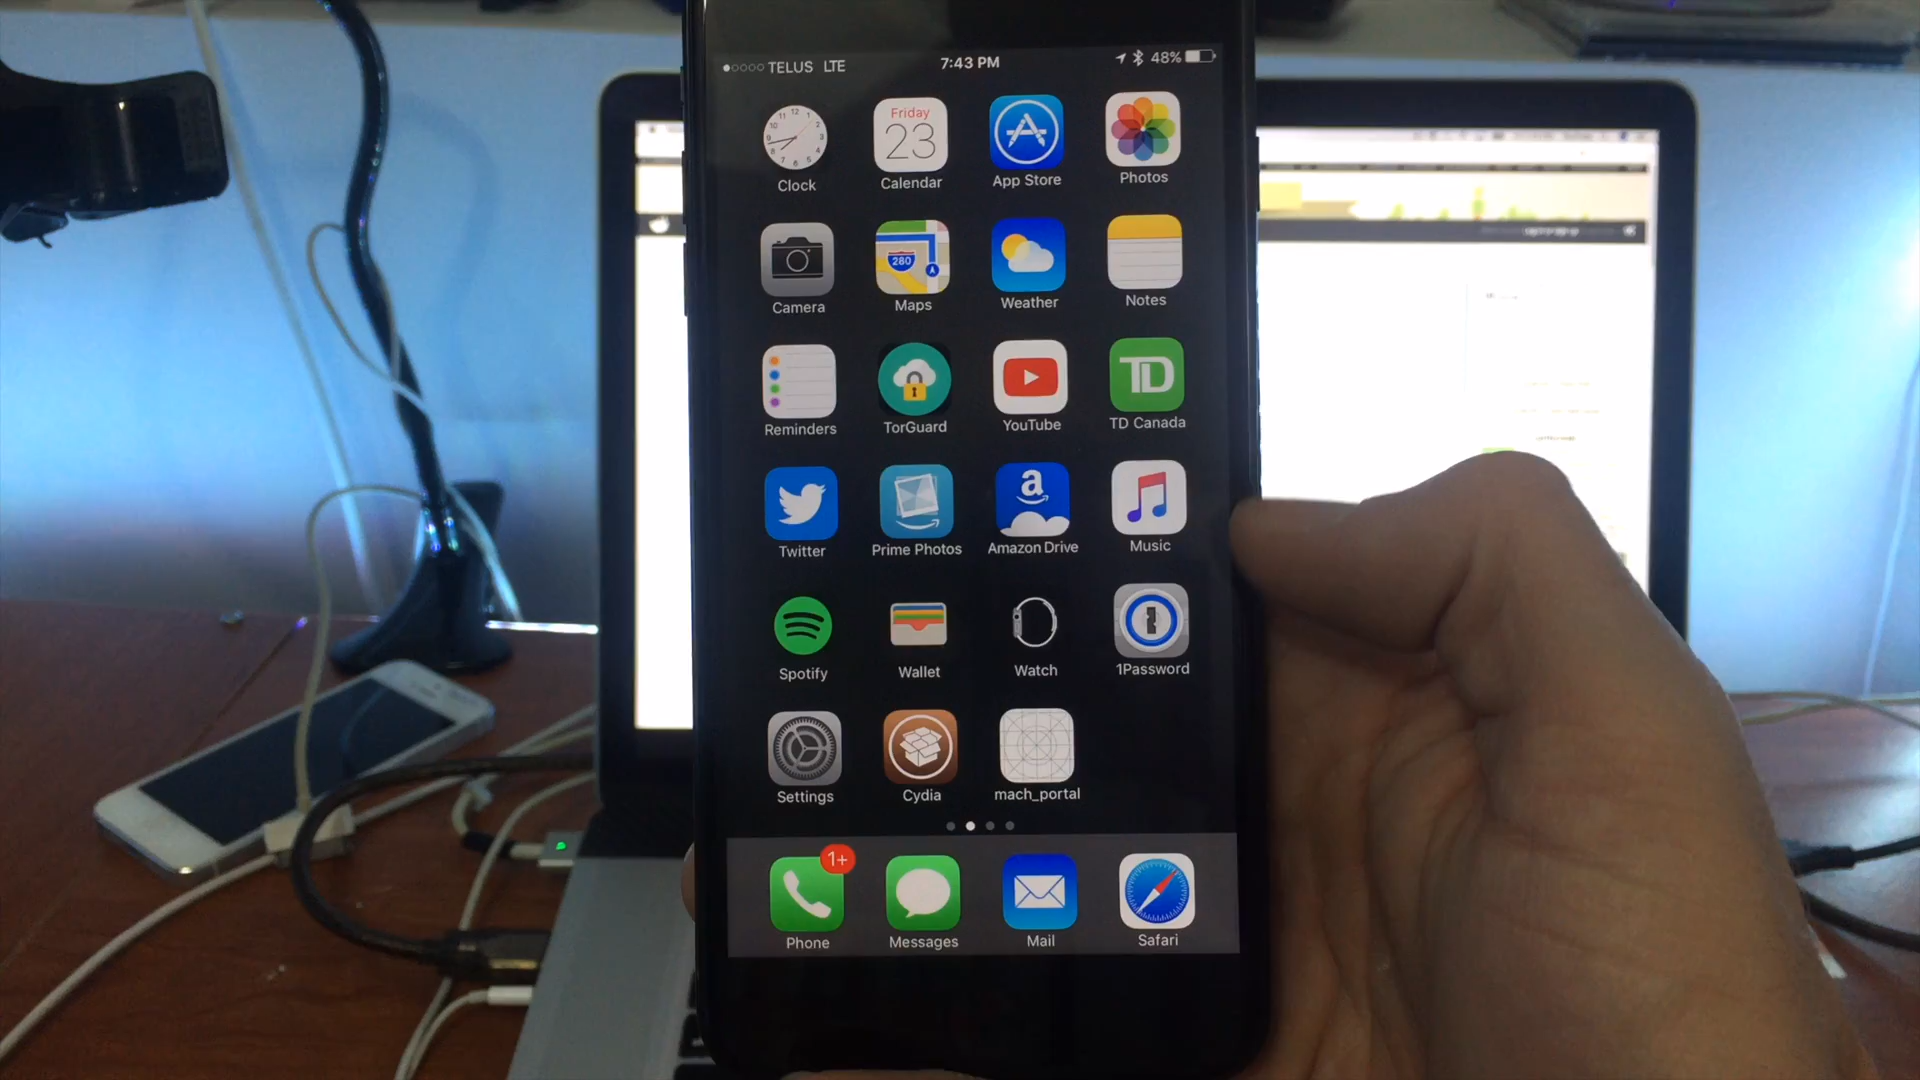 TELUS LTE 7:43 PM 48%
Friday
23
Clock Calendar App Store Photos
280
Camera Maps Weather Notes
TD
Reminders TorGuard YouTube TD Canada
a
Twitter Prime Photos Amazon Drive Music
Spotify Wallet Watch 1Password
Settings Cydia mach_portal
1+
Phone Messages Mail Safari